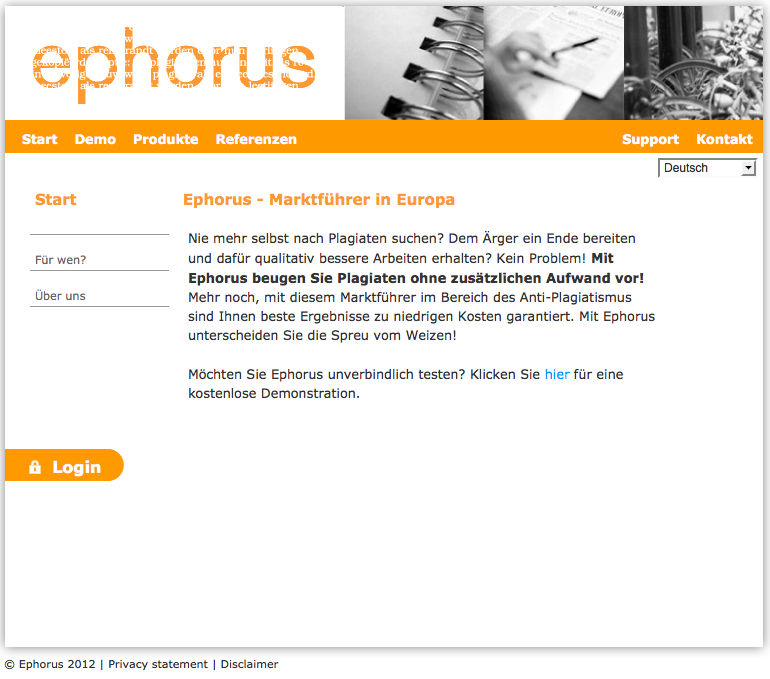 ephorus
Start Demo Produkte Referenzen Support Kontakt
Deutsch
Start
Für wen?
Über uns
Ephorus - Marktführer in Europa
Nie mehr selbst nach Plagiaten suchen? Dem Ärger ein Ende bereiten
und dafür qualitativ bessere Arbeiten erhalten? Kein Problem! Mit
Ephorus beugen Sie Plagiaten ohne zusätzlichen Aufwand vor!
Mehr noch, mit diesem Marktführer im Bereich des Anti-Plagiatismus
sind Ihnen beste Ergebnisse zu niedrigen Kosten garantiert. Mit Ephorus
unterscheiden Sie die Spreu vom Weizen!
Möchten Sie Ephorus unverbindlich testen? Klicken Sie hier für eine
kostenlose Demonstration.
Login
© Ephorus 2012 | Privacy statement | Disclaimer